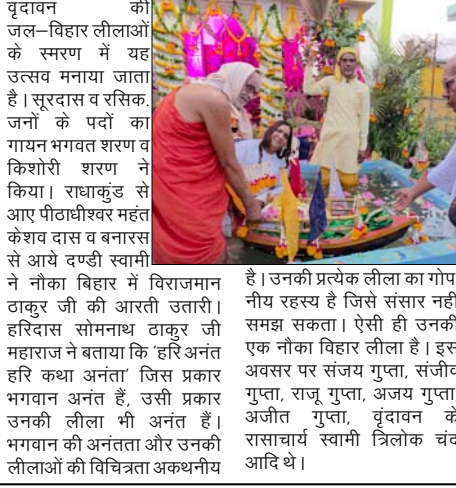 वृदावन की
जल–विहार लीलाओं
के स्मरण में यह
उत्सव मनाया जाता
है। सूरदास व रसिक.
जनों के पदों का
गायन भगवत शरण व
किशोरी शरण ने
किया। राधाकुंड से
आए पीठाधीश्वर महंत
केशव दास व बनारस
से आये दण्डी स्वामी
ने नौका बिहार में विराजमान
ठाकुर जी की आरती उतारी।
हरिदास सोमनाथ ठाकुर जी
महाराज ने बताया कि 'हरि अनंत
हरि कथा अनंता' जिस प्रकार
भगवान अनंत हैं, उसी प्रकार
उनकी लीला भी अनंत हैं।
भगवान की अनंतता और उनकी
लीलाओं की विचित्रता अकथनीय
है। उनकी प्रत्येक लीला का गोप
नीय रहस्य है जिसे संसार नही
समझ सकता। ऐसी ही उनकी
एक नौका विहार लीला है। इस
अवसर पर संजय गुप्ता, संजीव
गुप्ता, राजू गुप्ता, अजय गुप्ता
अजीत गुप्ता, वृंदावन के
रासाचार्य स्वामी त्रिलोक चंद
आदि थे।